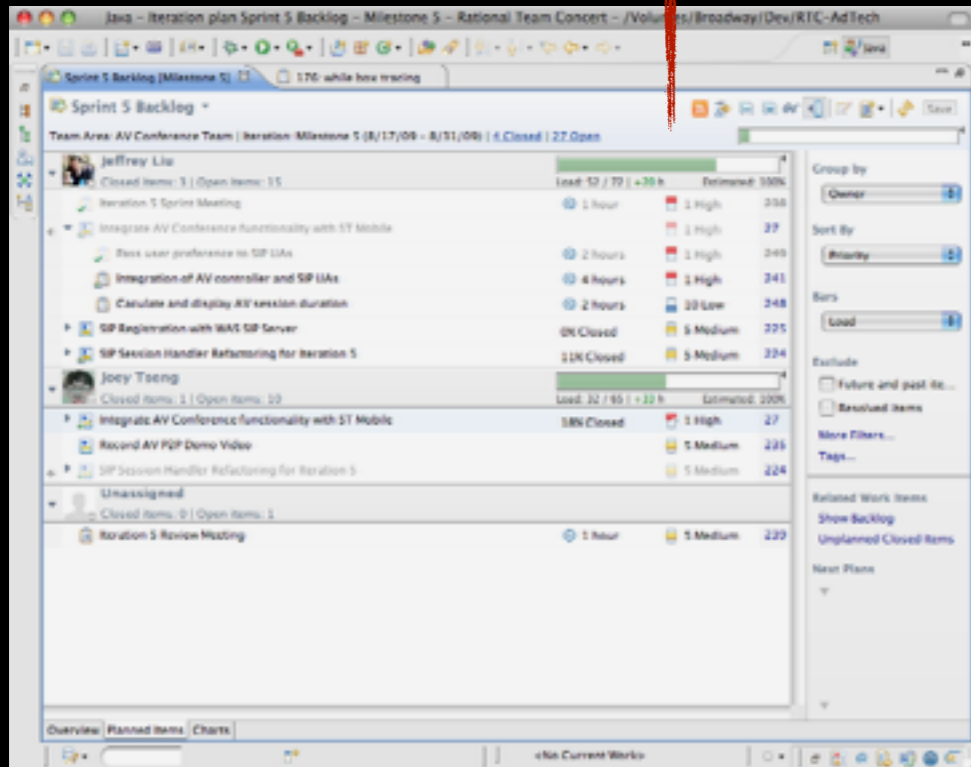 Java – Iteration plan Sprint 5 Backlog – Milestone 5 – Rational Team Concert – /Volumes/Broadway/Dev/RTC-AdTech
Java
Sprint 5 Backlog [Milestone 5] 176: while box tracing
Sprint 5 Backlog
Save
Team Area: AV Conference Team | Iteration: Milestone 5 (8/17/09 – 8/31/09) | 4 Closed | 27 Open
Jeffrey Liu
Closed items: 3 | Open items: 15 Load: 52 / 72 | +20 h Estimated: 100%
Iteration 5 Sprint Meeting 1 hour 1 High 238
Integrate AV Conference functionality with ST Mobile 1 High 27
Pass user preference to SIP UAs 2 hours 1 High
Integration of AV controller and SIP UAs 4 hours 1 High 241
Caculate and display AV session duration 2 hours 10 Low 248
SIP Registration with WAS SIP Server 0% Closed 5 Medium 225
SIP Session Handler Refactoring for Iteration 5 11% Closed 5 Medium 224
Joey Tseng
Closed items: 1 | Open items: 10 Load: 32 / 65 | +33 h Estimated: 100%
Integrate AV Conference functionality with ST Mobile 18% Closed 1 High 27
Record AV P2P Demo Video 5 Medium 235
SIP Session Handler Refactoring for Iteration 5 5 Medium 224
Unassigned
Closed items: 0 | Open items: 1
Iteration 5 Review Meeting 1 hour 5 Medium 239
Group by
Owner
Sort By
Priority
Bars
Load
Exclude
Future and past ite...
Resolved items
More Filters...
Tags...
Related Work Items
Show Backlog
Unplanned Closed Items
Next Plans
Overview Planned Items Charts
<No Current Work>